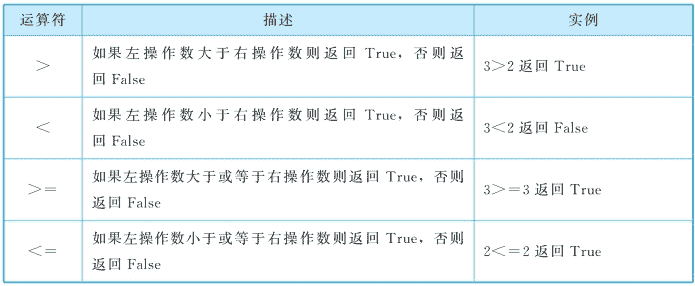 运算符 描述 实例
> 如果左操作数大于右操作数则返回 True，否则返回 False 3>2 返回 True
< 如果左操作数小于右操作数则返回 True，否则返回 False 3<2 返回 False
>= 如果左操作数大于或等于右操作数则返回 True，否则返回 False 3>=3 返回 True
<= 如果左操作数小于或等于右操作数则返回 True，否则返回 False 2<=2 返回 True